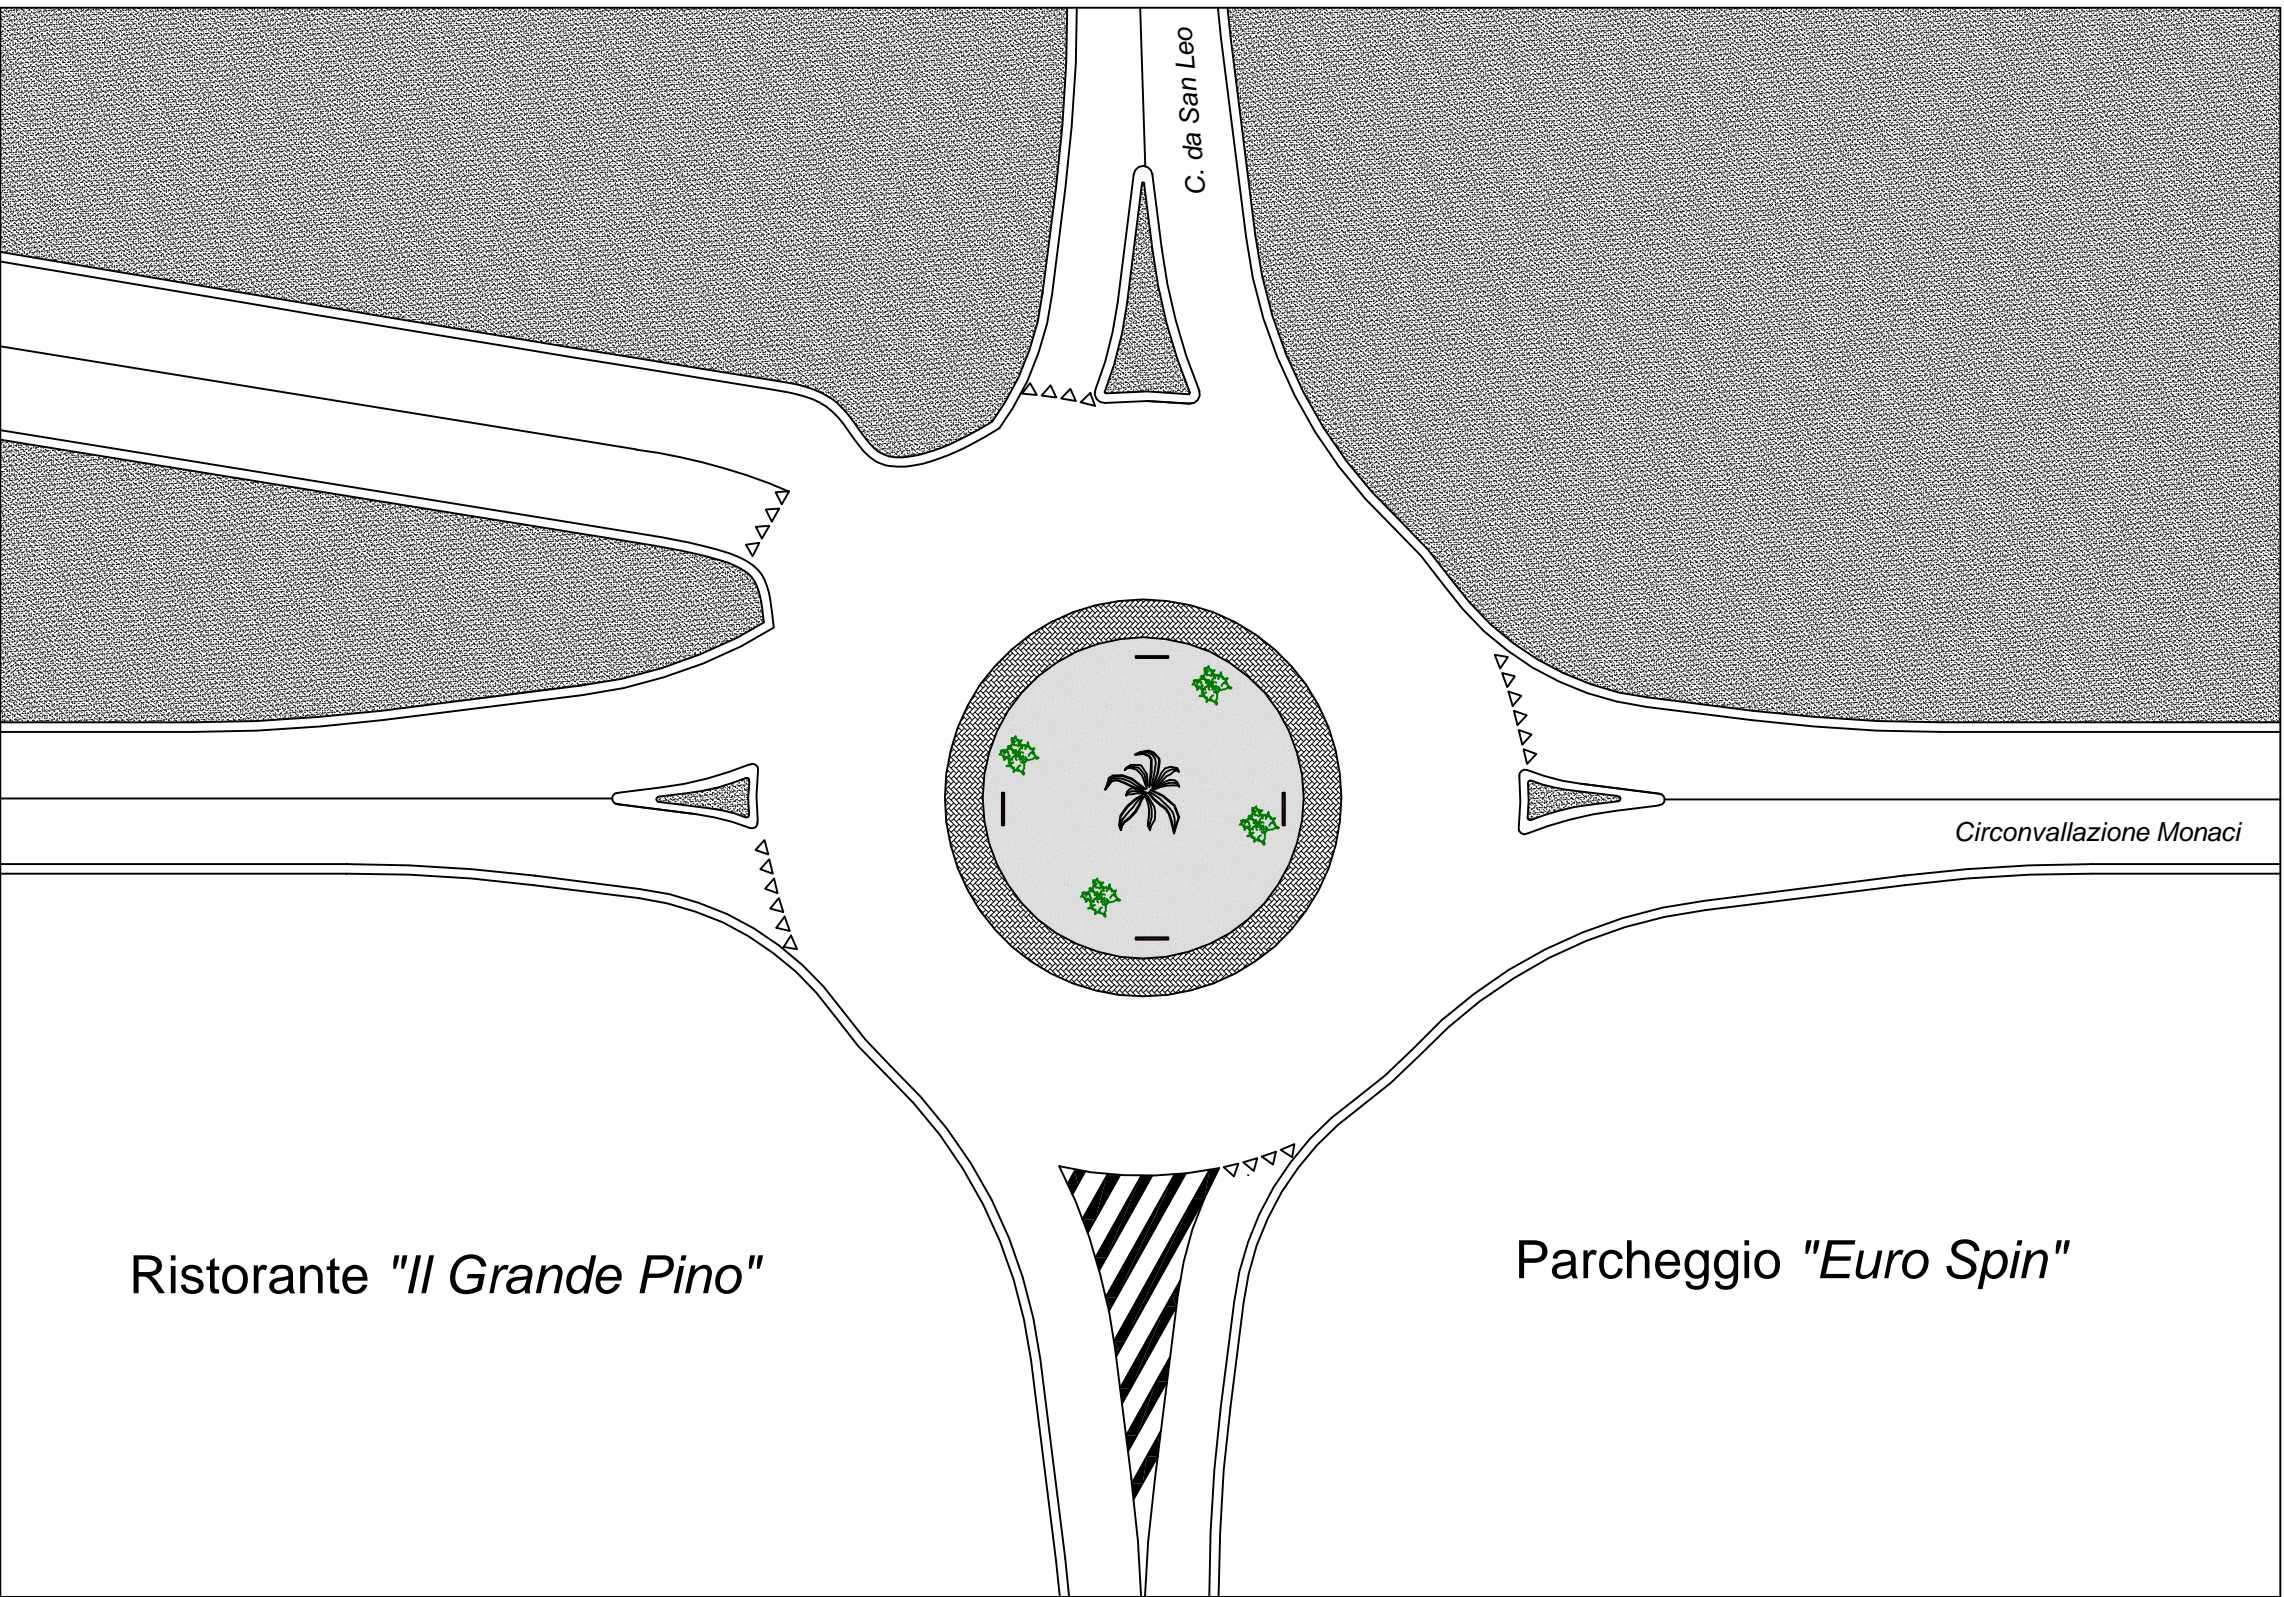 C. da San Leo
Circonvallazione Monaci
Ristorante "Il Grande Pino"
Parcheggio "Euro Spin"